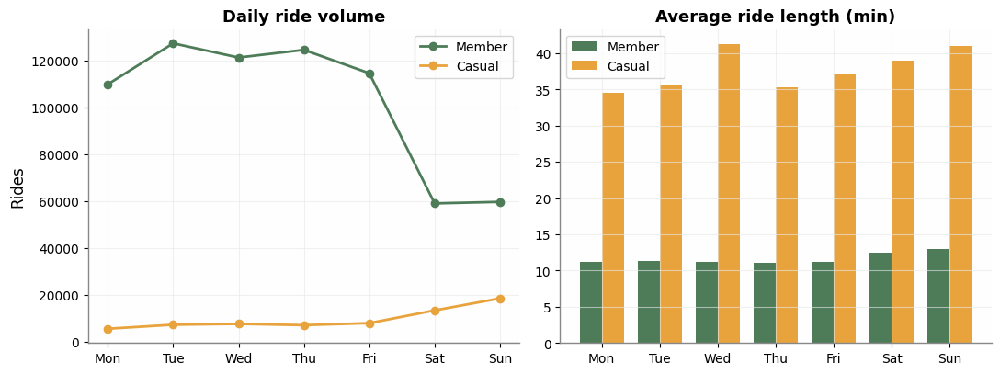 Daily ride volume
Rides
120000
100000
80000
60000
40000
20000
0
Member
Casual
Mon Tue Wed Thu Fri Sat Sun
Average ride length (min)
Member
Casual
40
35
30
25
20
15
10
5
0
Mon Tue Wed Thu Fri Sat Sun